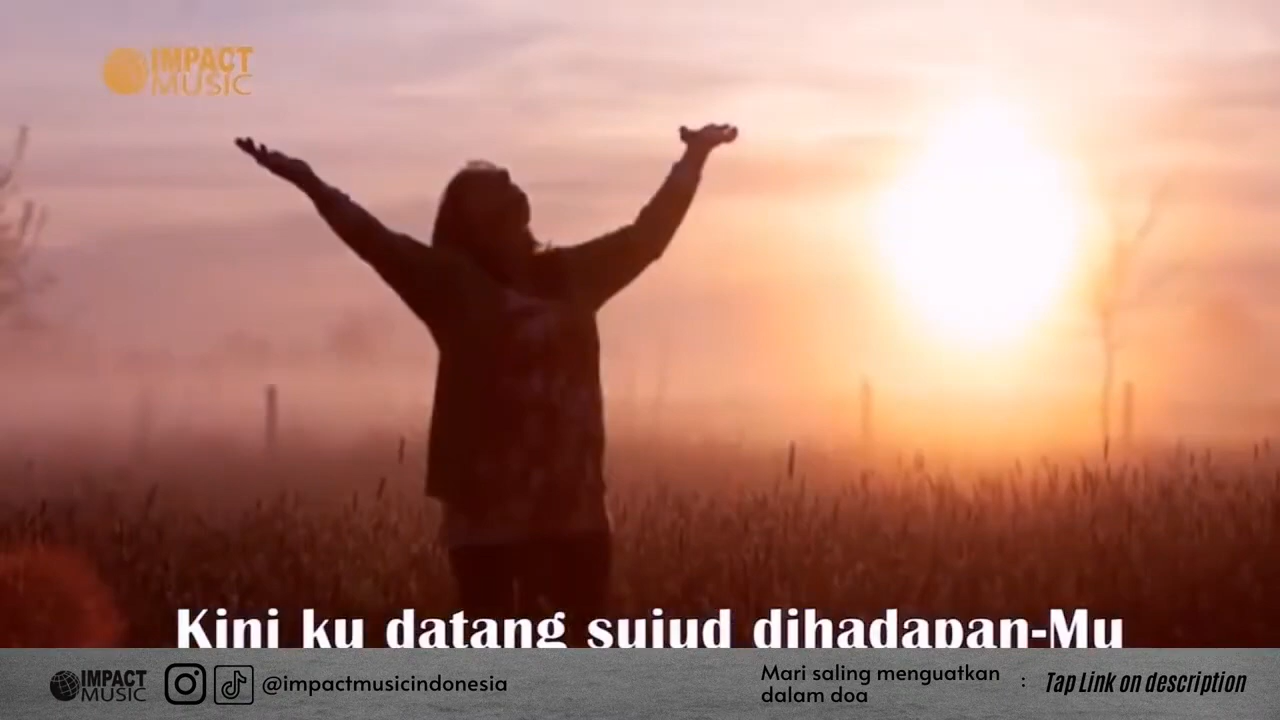 IMPACT
MUSIC
Kini ku datang sujud dihadapan-Mu
IMPACT
MUSIC
@impactmusicindonesia
Mari saling menguatkan
dalam doa
:
Tap Link on description